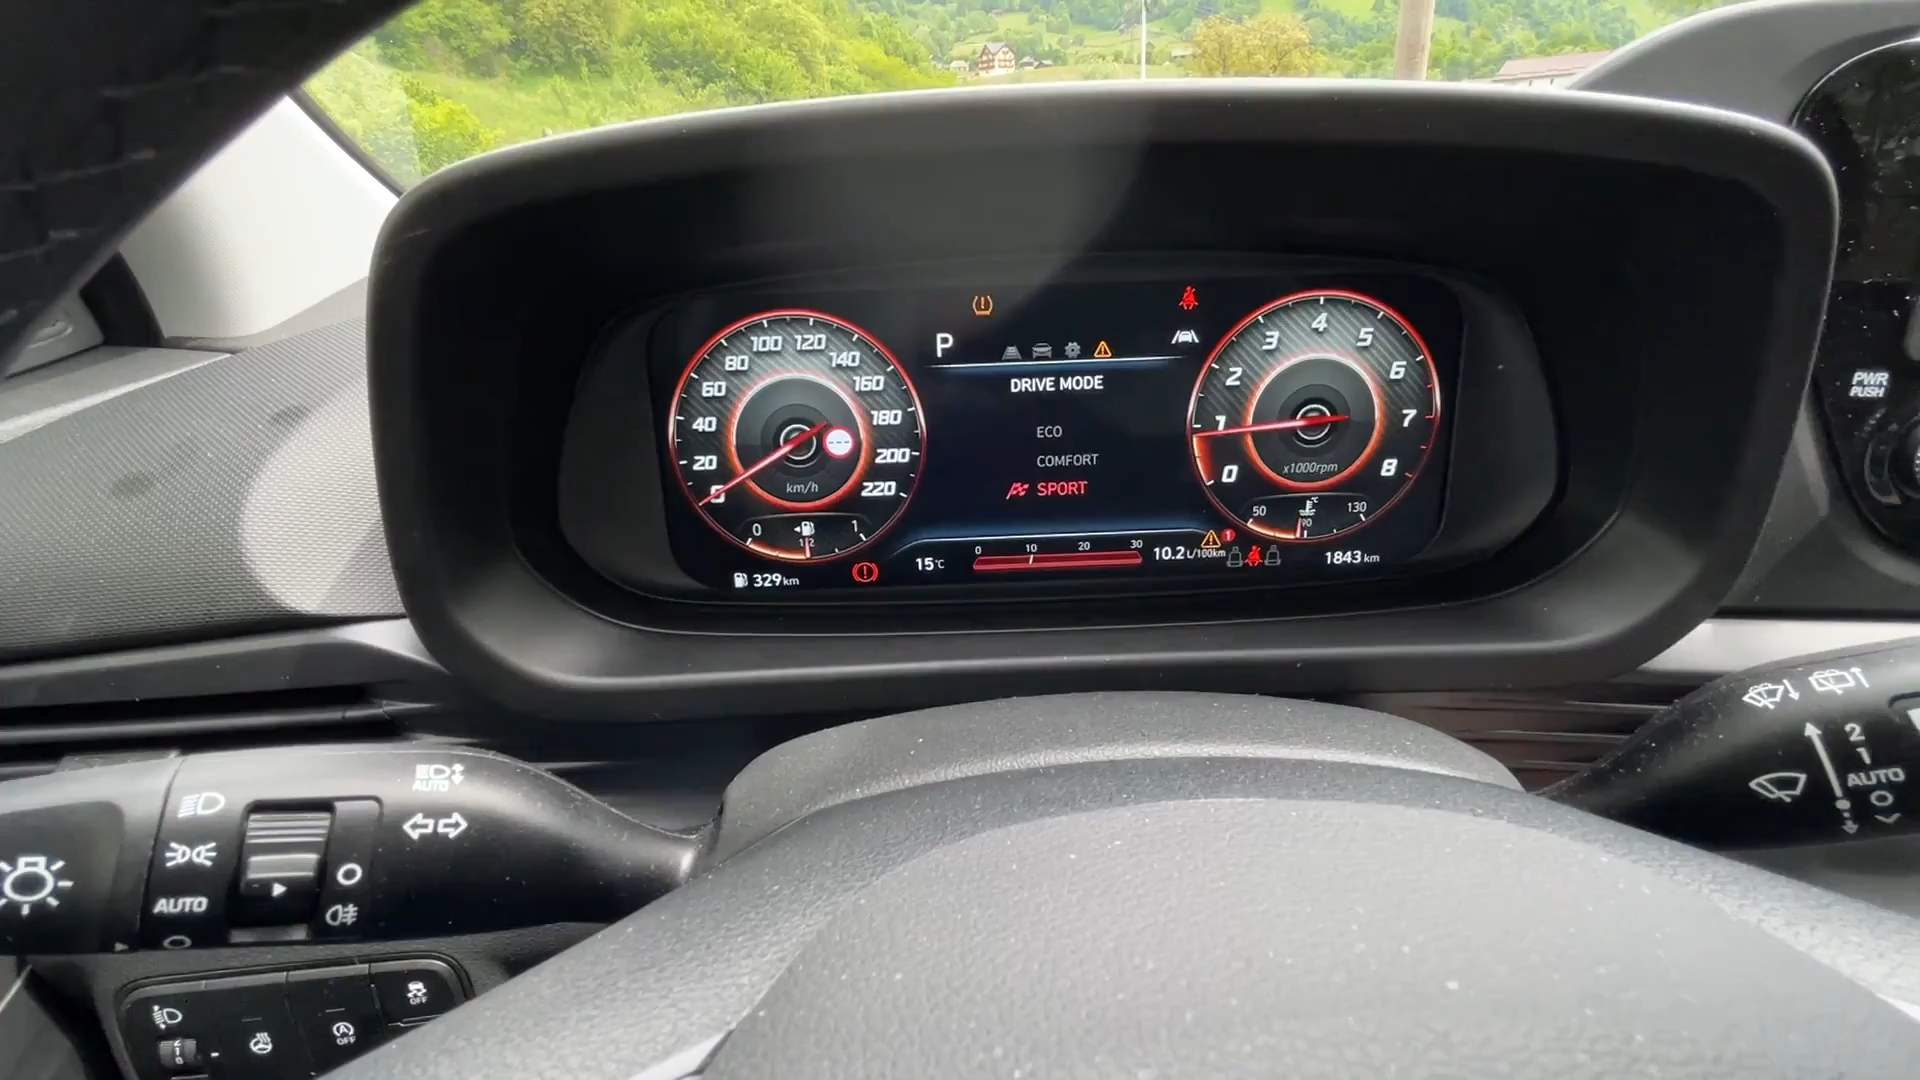 100 120
80
140
60
160
40
180
20
200
0
220
km/h
0
1/2
1
329 km
P
DRIVE MODE
ECO
COMFORT
SPORT
15°C
0 10 20 30
10.2 L/100km
1
4
3
5
2
6
1
7
0
8
x1000rpm
50
90
130
°C
1843 km
PWR
PUSH
AUTO
AUTO
OFF
OFF
2
1
AUTO